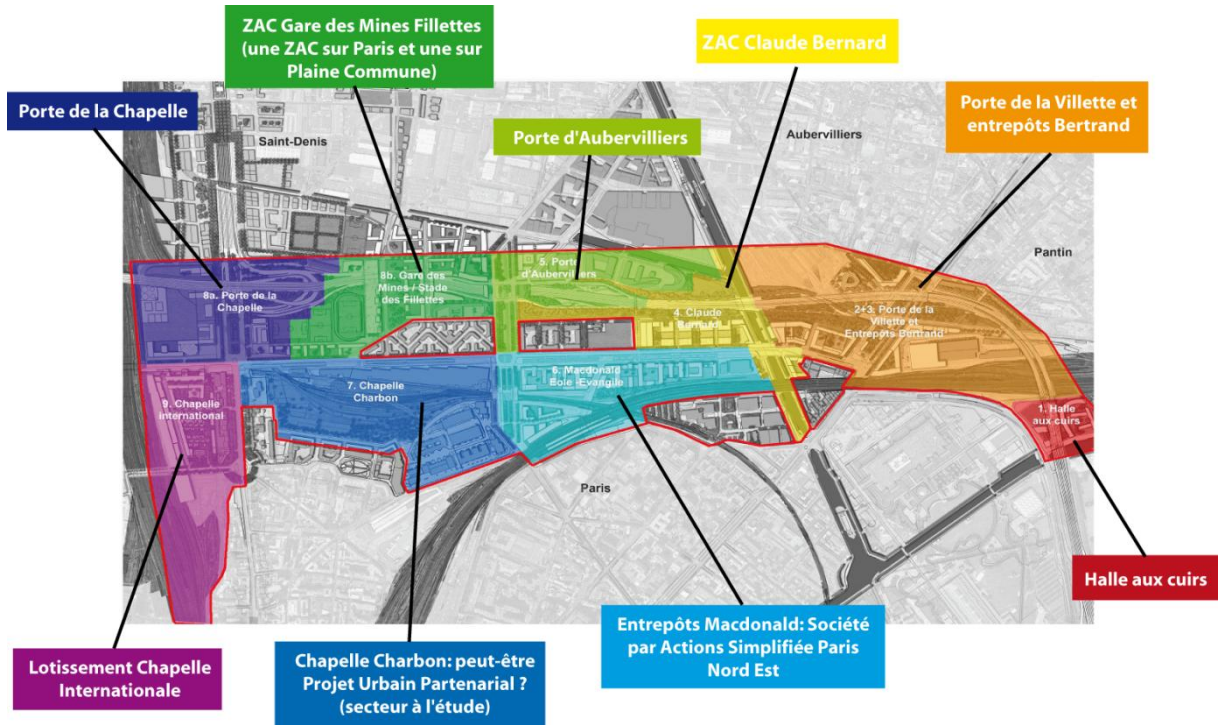 ZAC Gare des Mines Fillettes
(une ZAC sur Paris et une sur
Plaine Commune)
ZAC Claude Bernard
Porte de la Chapelle
Porte d'Aubervilliers
Porte de la Villette et
entrepôts Bertrand
Saint-Denis
Aubervilliers
Pantin
8a. Porte de la
Chapelle
8b. Gare des
Mines / Stade
des Fillettes
5. Porte
d'Aubervilliers
4. Claude
Bernard
2+3. Porte de la
Villette et
Entrepôts Bertrand
9. Chapelle
international
7. Chapelle
Charbon
6. Macdonald
Eole -Evangile
1. Halle
aux cuirs
Paris
Halle aux cuirs
Lotissement Chapelle
Internationale
Chapelle Charbon: peut-être
Projet Urbain Partenarial ?
(secteur à l'étude)
Entrepôts Macdonald: Société
par Actions Simplifiée Paris
Nord Est